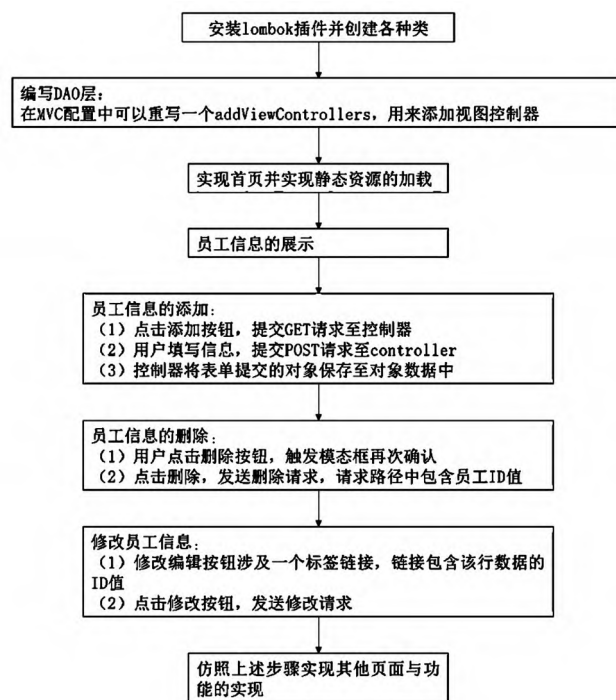 安装lombok插件并创建各种类
编写DAO层：
在MVC配置中可以重写一个addViewControllers，用来添加视图控制器
实现首页并实现静态资源的加载
员工信息的展示
员工信息的添加：
（1）点击添加按钮，提交GET请求至控制器
（2）用户填写信息，提交POST请求至controller
（3）控制器将表单提交的对象保存至对象数据中
员工信息的删除：
（1）用户点击删除按钮，触发模态框再次确认
（2）点击删除，发送删除请求，请求路径中包含员工ID值
修改员工信息：
（1）修改编辑按钮涉及一个标签链接，链接包含该行数据的
ID值
（2）点击修改按钮，发送修改请求
仿照上述步骤实现其他页面与功
能的实现